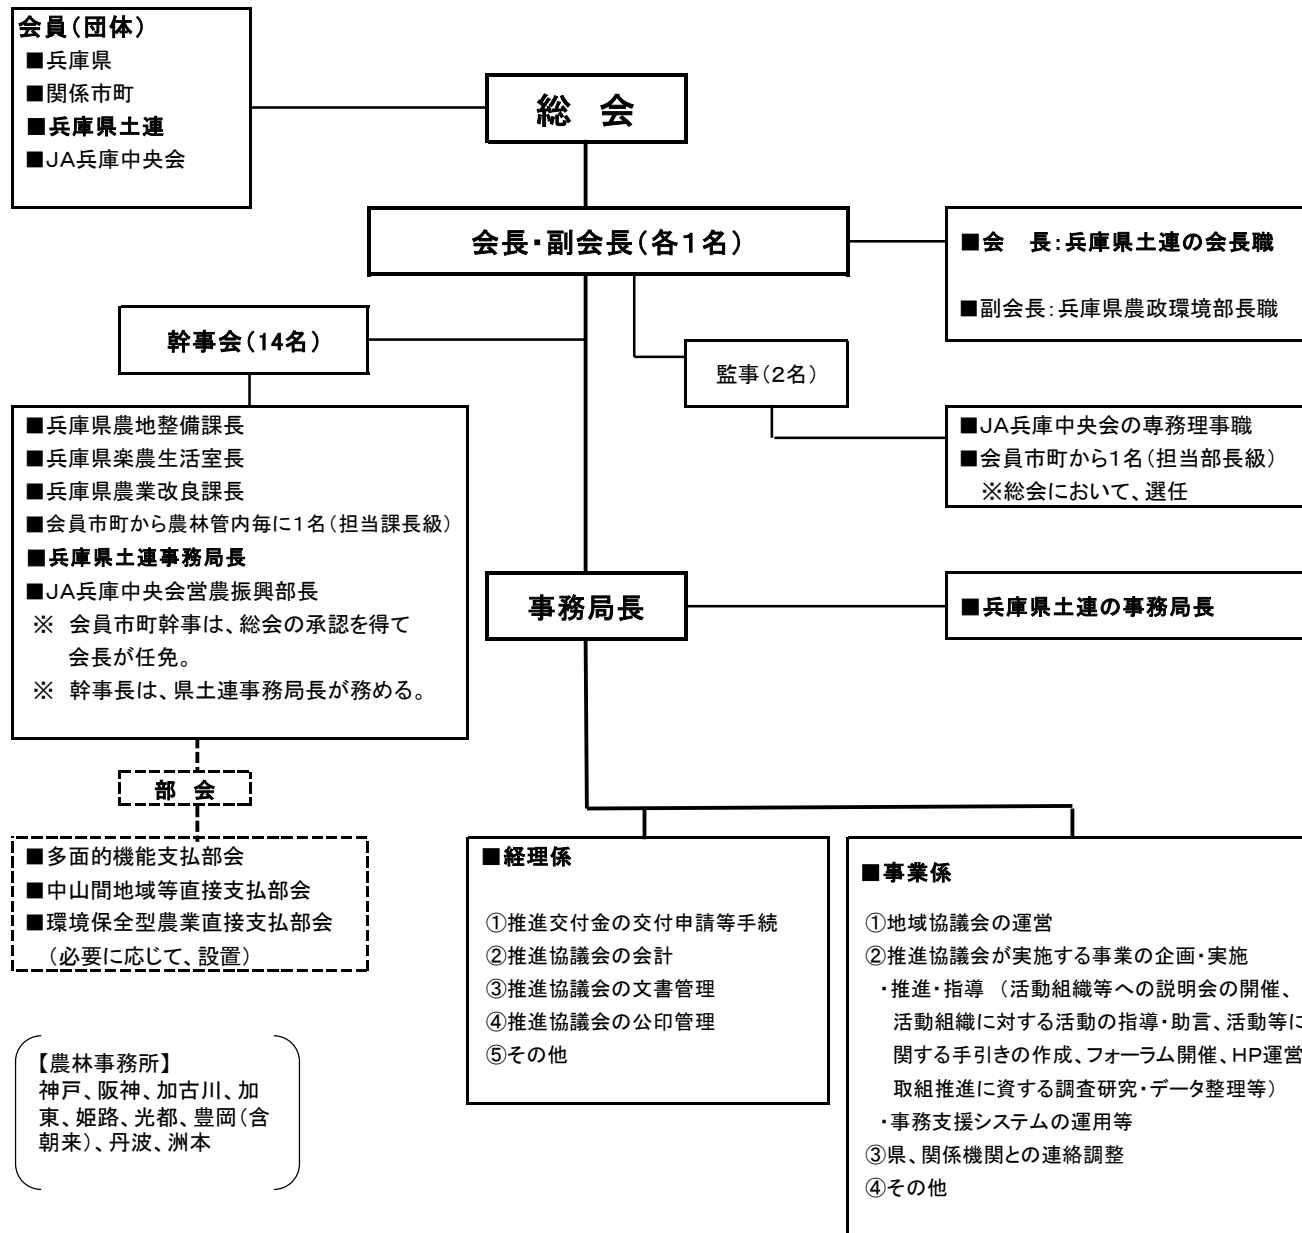 会員(団体)
■兵庫県
■関係市町
■兵庫県土連
■JA兵庫中央会
総 会
会長・副会長(各1名)
■会　長:兵庫県土連の会長職
■副会長:兵庫県農政環境部長職
幹事会(14名)
監事(2名)
■JA兵庫中央会の専務理事職
■会員市町から1名(担当部長級)
※総会において、選任
■兵庫県農地整備課長
■兵庫県楽農生活室長
■兵庫県農業改良課長
■会員市町から農林管内毎に1名(担当課長級)
■兵庫県土連事務局長
■JA兵庫中央会営農振興部長
※　会員市町幹事は、総会の承認を得て
会長が任免。
※　幹事長は、県土連事務局長が務める。
事務局長
■兵庫県土連の事務局長
部 会
■多面的機能支払部会
■中山間地域等直接支払部会
■環境保全型農業直接支払部会
(必要に応じて、設置)
【農林事務所】
神戸、阪神、加古川、加
東、姫路、光都、豊岡(含
朝来)、丹波、洲本
■経理係
①推進交付金の交付申請等手続
②推進協議会の会計
③推進協議会の文書管理
④推進協議会の公印管理
⑤その他
■事業係
①地域協議会の運営
②推進協議会が実施する事業の企画・実施
・推進・指導 (活動組織等への説明会の開催、
活動組織に対する活動の指導・助言、活動等に
関する手引きの作成、フォーラム開催、HP運営
取組推進に資する調査研究・データ整理等)
・事務支援システムの運用等
③県、関係機関との連絡調整
④その他